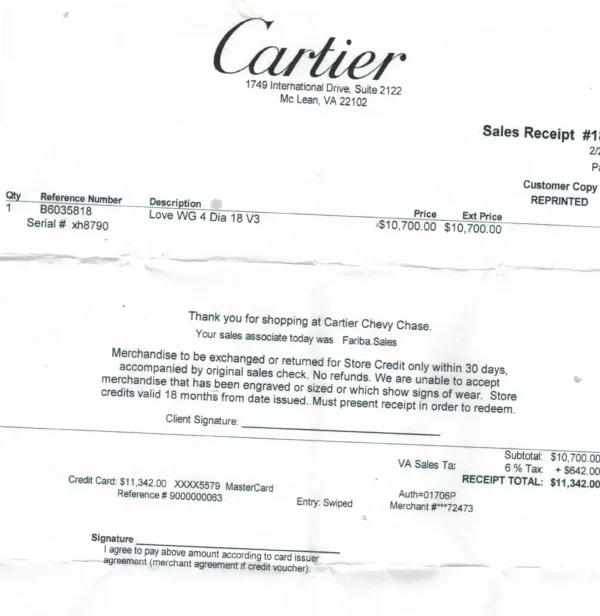 Cartier
1749 International Drive, Suite 2122
Mc Lean, VA 22102
Sales Receipt #1
2/2
Customer Copy
REPRINTED
Qty Reference Number Description Price Ext Price
1 B6035818 Love WG 4 Dia 18 V3 $10,700.00 $10,700.00
Serial # xh8790
Thank you for shopping at Cartier Chevy Chase.
Your sales associate today was Fariba.Sales
Merchandise to be exchanged or returned for Store Credit only within 30 days,
accompanied by original sales check. No refunds. We are unable to accept
merchandise that has been engraved or sized or which show signs of wear. Store
credits valid 18 months from date issued. Must present receipt in order to redeem.
Client Signature:
Subtotal: $10,700.00
VA Sales Ta: 6 % Tax: + $642.00
RECEIPT TOTAL: $11,342.00
Credit Card: $11,342.00 XXXX5579 MasterCard
Reference # 9000000063 Entry: Swiped
Auth=01706P
Merchant #***72473
Signature
I agree to pay above amount according to card issuer
agreement (merchant agreement if credit voucher).